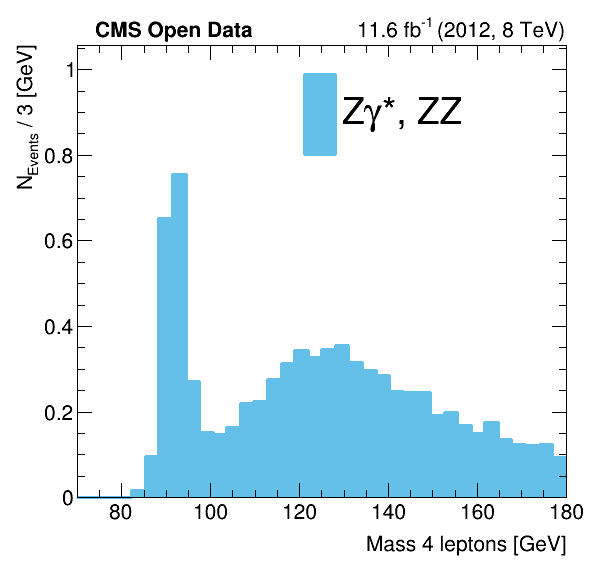 CMS Open Data 11.6 fb⁻¹ (2012, 8 TeV)
N_Events / 3 [GeV]
1
0.8
0.6
0.4
0.2
0
Zγ*, ZZ
80 100 120 140 160 180
Mass 4 leptons [GeV]